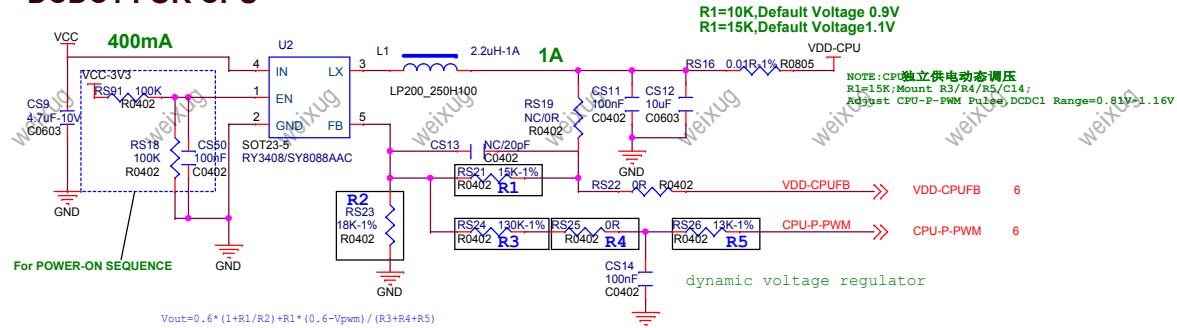 R1=10K,Default Voltage 0.9V
R1=15K,Default Voltage1.1V
VCC
400mA
U2
L1
2.2uH-1A
1A
VDD-CPU
RS16
0.01R-1%
R0805
4
IN
LX
3
LP200_250H100
VCC-3V3
RS91
100K
R0402
1
EN
2
GND
FB
5
SOT23-5
RY3408/SY8088AAC
CS9
4.7uF-10V
C0603
RS18
100K
R0402
CS50
100nF
C0402
RS19
NC/0R
R0402
CS11
100nF
C0402
CS12
10uF
C0603
GND
NOTE:CPU独立供电动态调压
R1=15K;Mount R3/R4/R5/C14;
Adjust CPU-P-PWM Pulse,DCDC1 Range=0.81V-1.16V
weixug
weixug
weixug
weixug
weixug
weixug
weixug
CS13
NC/20pF
C0402
RS21
15K-1%
R0402
R1
RS22
0R
R0402
VDD-CPUFB
VDD-CPUFB
6
GND
R2
RS23
18K-1%
R0402
RS24
130K-1%
R0402
R3
RS25
0R
R0402
R4
RS26
13K-1%
R0402
R5
CPU-P-PWM
CPU-P-PWM
6
For POWER-ON SEQUENCE
GND
GND
CS14
100nF
C0402
dynamic voltage regulator
Vout=0.6*(1+R1/R2)+R1*(0.6-Vpwm)/(R3+R4+R5)